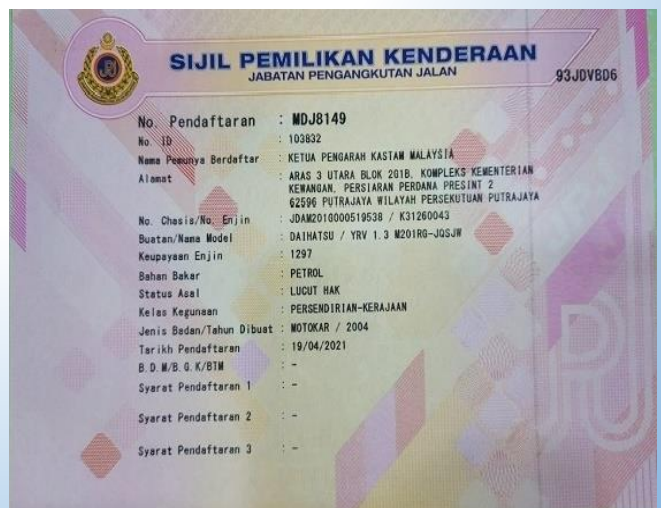 SIJIL PEMILIKAN KENDERAAN
JABATAN PENGANGKUTAN JALAN
93JDVBD6
No. Pendaftaran : MDJ8149
No. ID : 103832
Nama Pemunya Berdaftar : KETUA PENGARAH KASTAM MALAYSIA
Alamat : ARAS 3 UTARA BLOK 2G1B, KOMPLEKS KEMENTERIAN
KEWANGAN, PERSIARAN PERDANA PRESINT 2
62596 PUTRAJAYA WILAYAH PERSEKUTUAN PUTRAJAYA
No. Chasis/No. Enjin : JDAM201G000519538 / K31260043
Buatan/Nama Model : DAIHATSU / YRV 1.3 M201RG-JQSJW
Keupayaan Enjin : 1297
Bahan Bakar : PETROL
Status Asal : LUCUT HAK
Kelas Kegunaan : PERSENDIRIAN-KERAJAAN
Jenis Badan/Tahun Dibuat : MOTOKAR / 2004
Tarikh Pendaftaran : 19/04/2021
B.D.M/B.G.K/BTM : -
Syarat Pendaftaran 1 : -
Syarat Pendaftaran 2 : -
Syarat Pendaftaran 3 : -